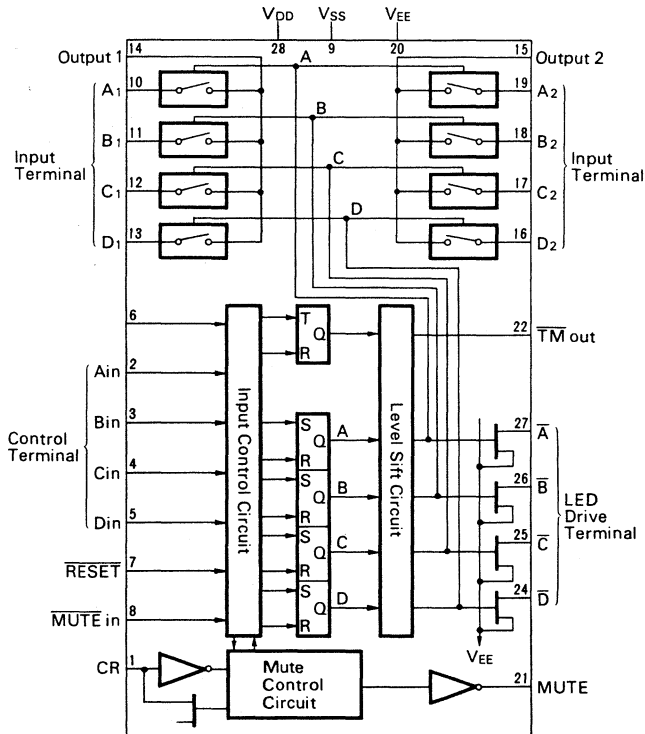 VDD VSS VEE
14 28 9 20 15
Output 1 A Output 2
10 19
A1 A2
B
11 18
B1 B2
Input Terminal
Input Terminal
C
12 17
C1 C2
D
13 16
D1 D2
6
T
Q
R
22
TM out
2
Ain
3
Bin
Control Terminal
4
Cin
5
Din
7
RESET
8
MUTE in
Input Control Circuit
S
Q A
R
S
Q B
R
S
Q C
R
S
Q D
R
Level Sift Circuit
27
A
26
B
25
C
24
D
LED Drive Terminal
VEE
1
CR
Mute Control Circuit
21
MUTE